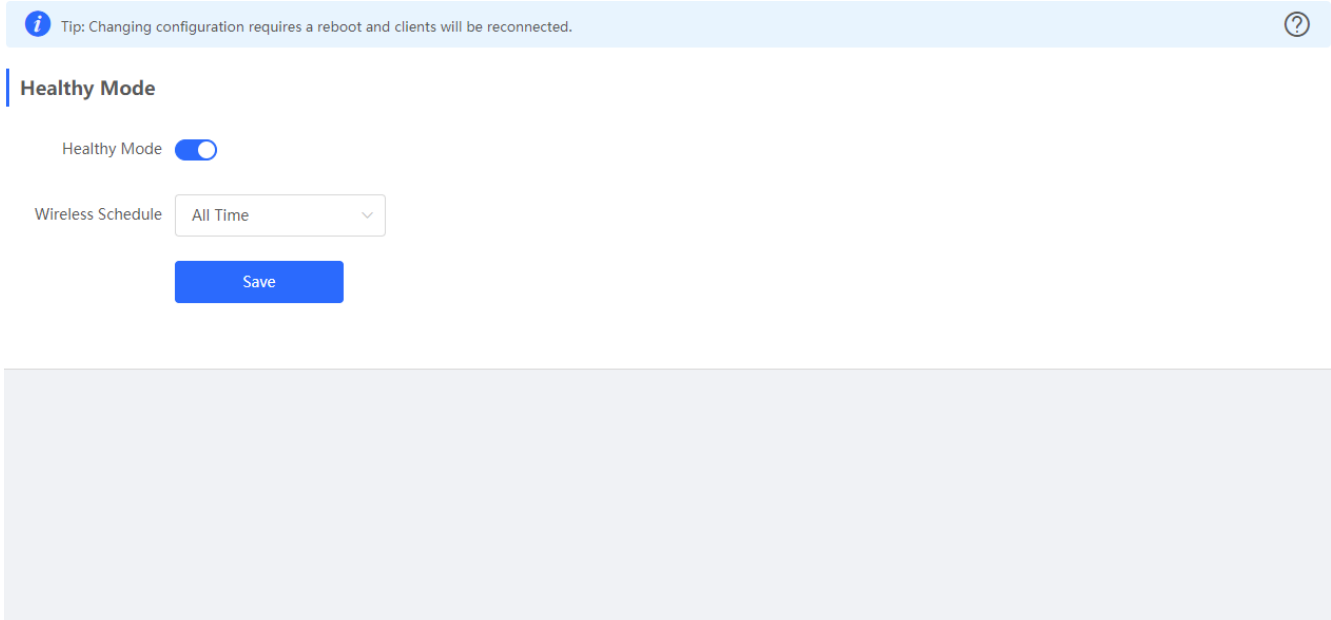 Tip: Changing configuration requires a reboot and clients will be reconnected.
Healthy Mode
Healthy Mode
Wireless Schedule All Time
Save